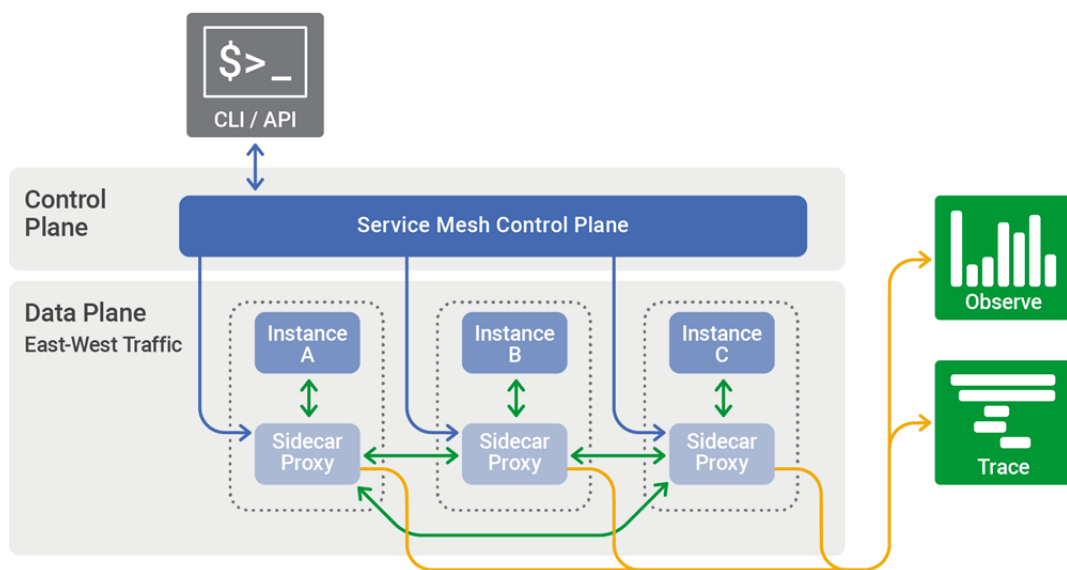 $>_
CLI / API
Control
Plane
Service Mesh Control Plane
Data Plane
East-West Traffic
Instance
A
Instance
B
Instance
C
Sidecar
Proxy
Sidecar
Proxy
Sidecar
Proxy
Observe
Trace